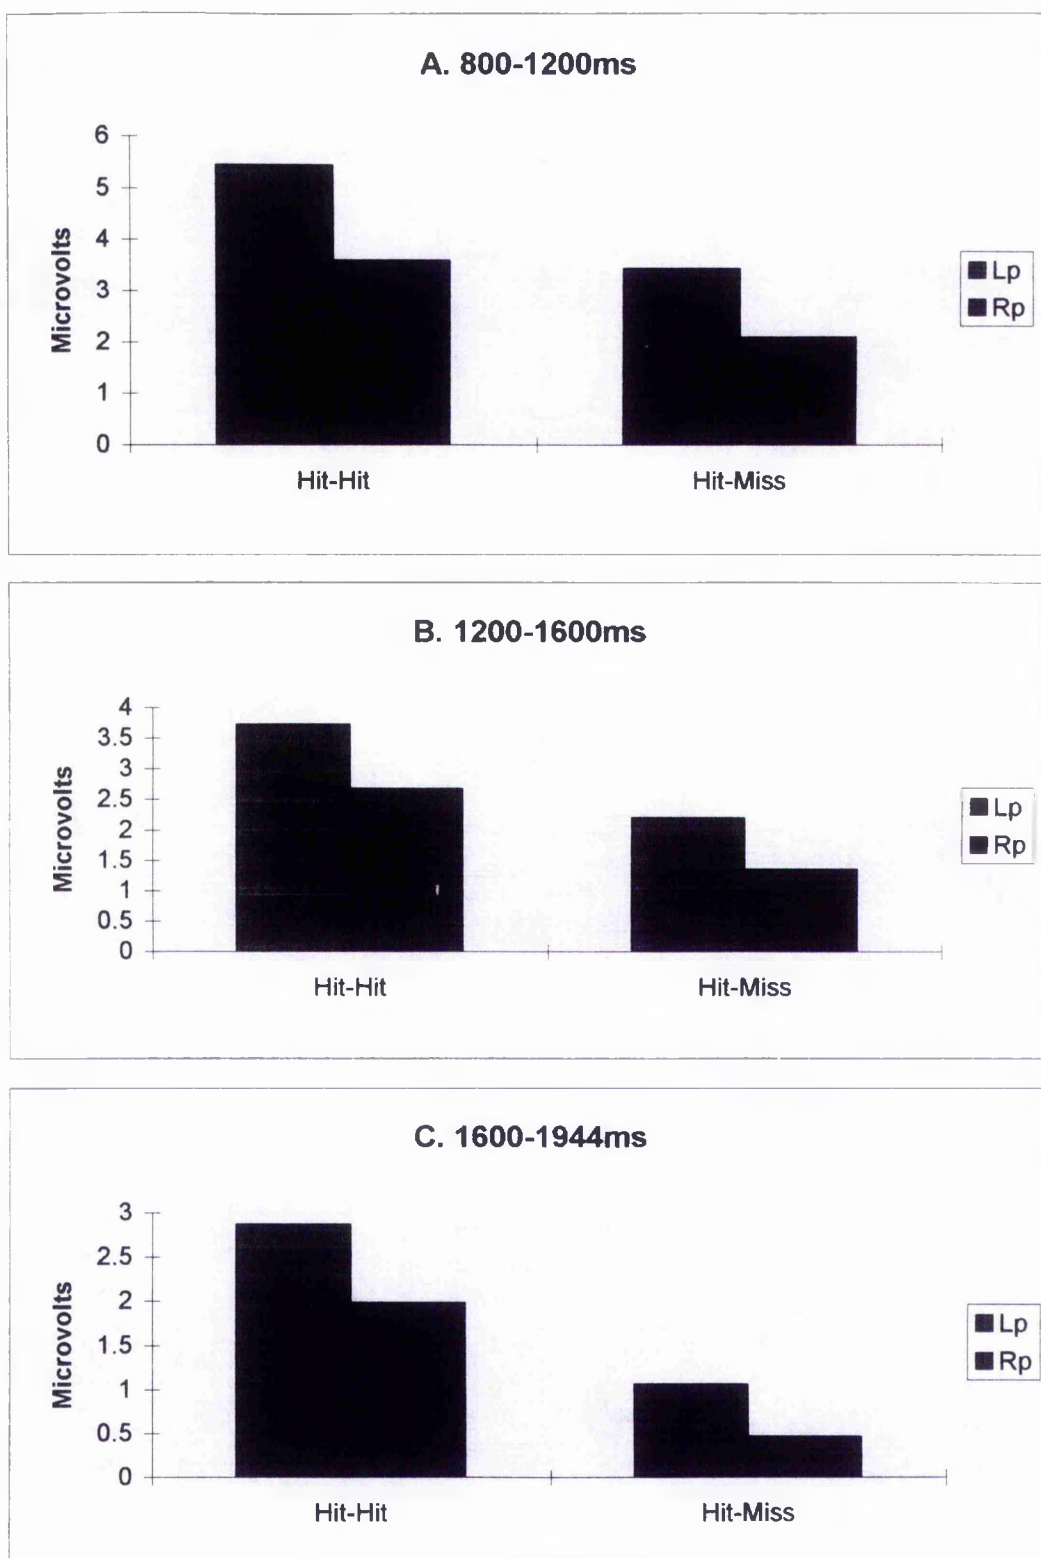 A. 800-1200ms
6
5
4
3
2
1
0
Microvolts
Hit-Hit
Hit-Miss
Lp
Rp
B. 1200-1600ms
4
3.5
3
2.5
2
1.5
1
0.5
0
Microvolts
Hit-Hit
Hit-Miss
Lp
Rp
C. 1600-1944ms
3
2.5
2
1.5
1
0.5
0
Microvolts
Hit-Hit
Hit-Miss
Lp
Rp